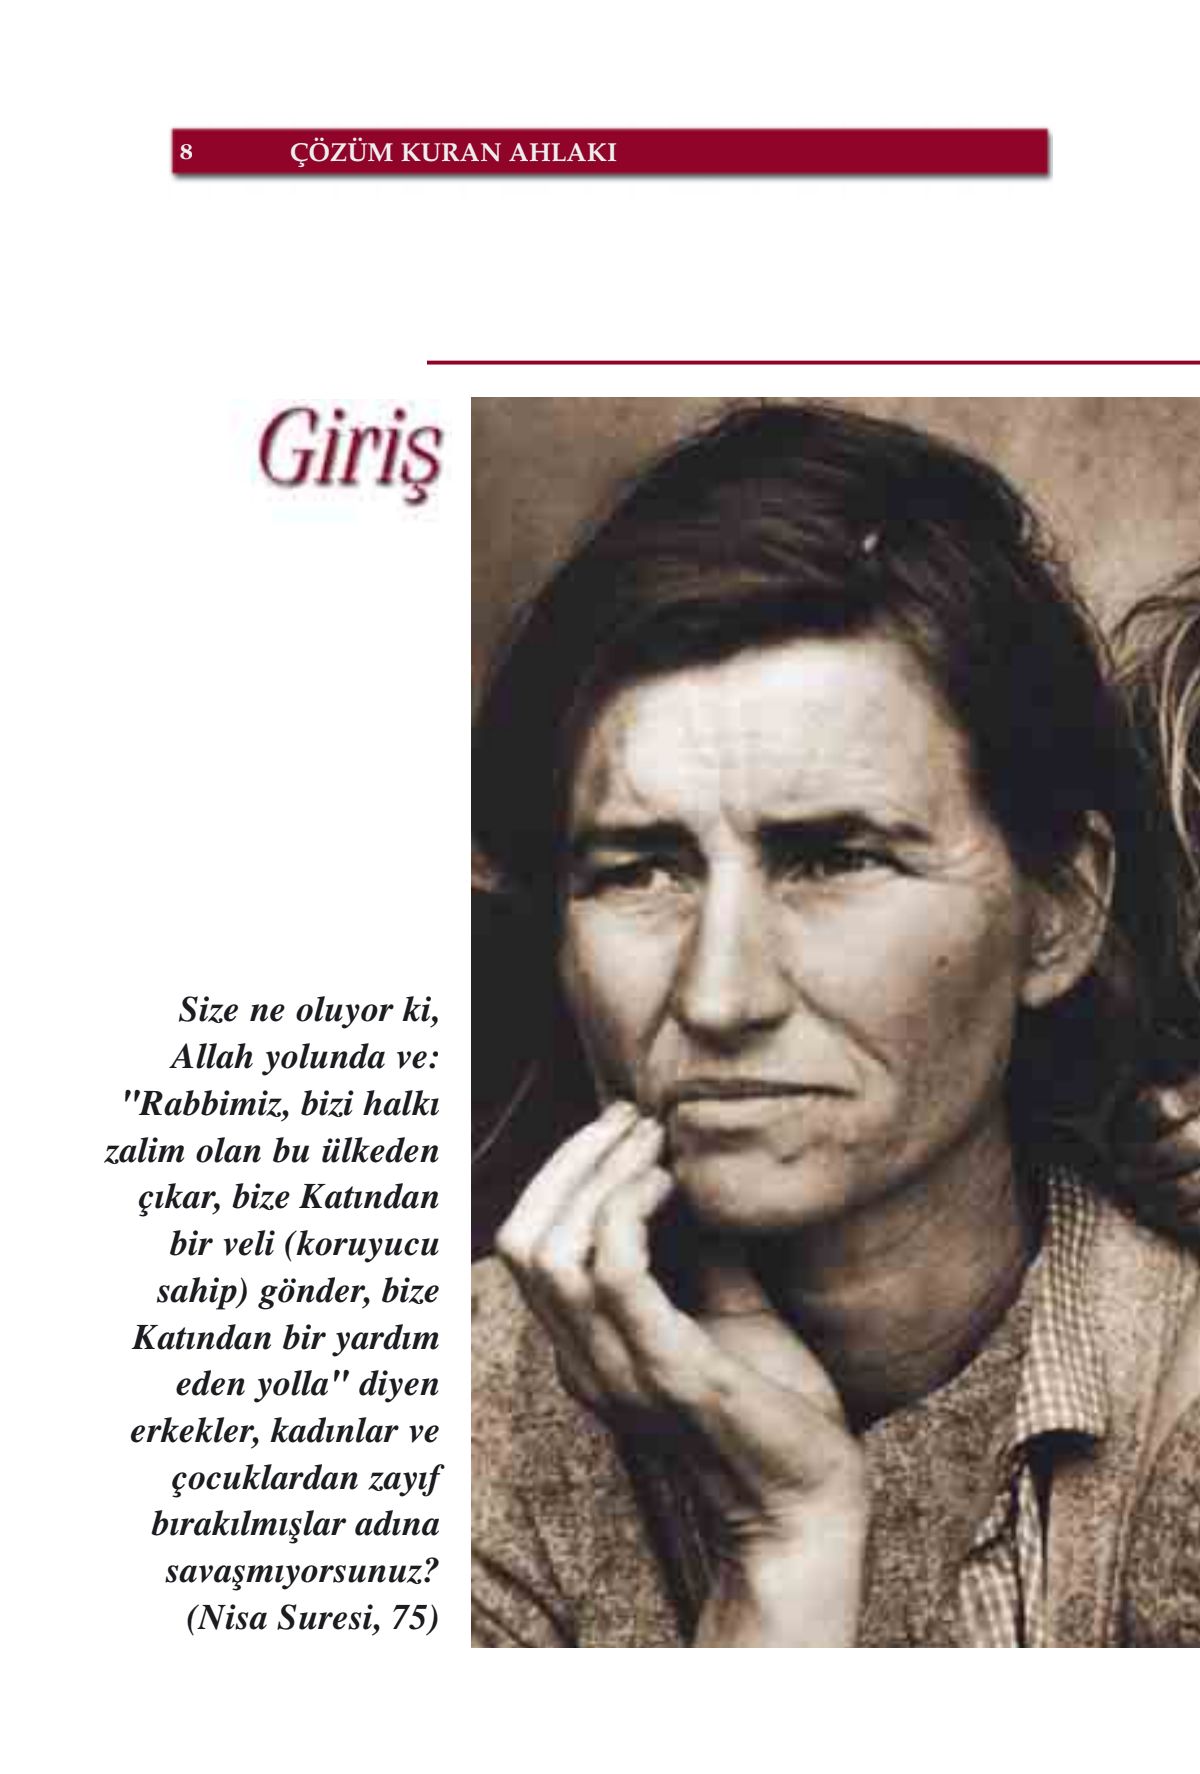 8 ÇÖZÜM KURAN AHLAKI
Giriş
Size ne oluyor ki,
Allah yolunda ve:
"Rabbimiz, bizi halkı
zalim olan bu ülkeden
çıkar, bize Katından
bir veli (koruyucu
sahip) gönder, bize
Katından bir yardım
eden yolla" diyen
erkekler, kadınlar ve
çocuklardan zayıf
bırakılmışlar adına
savaşmıyorsunuz?
(Nisa Suresi, 75)